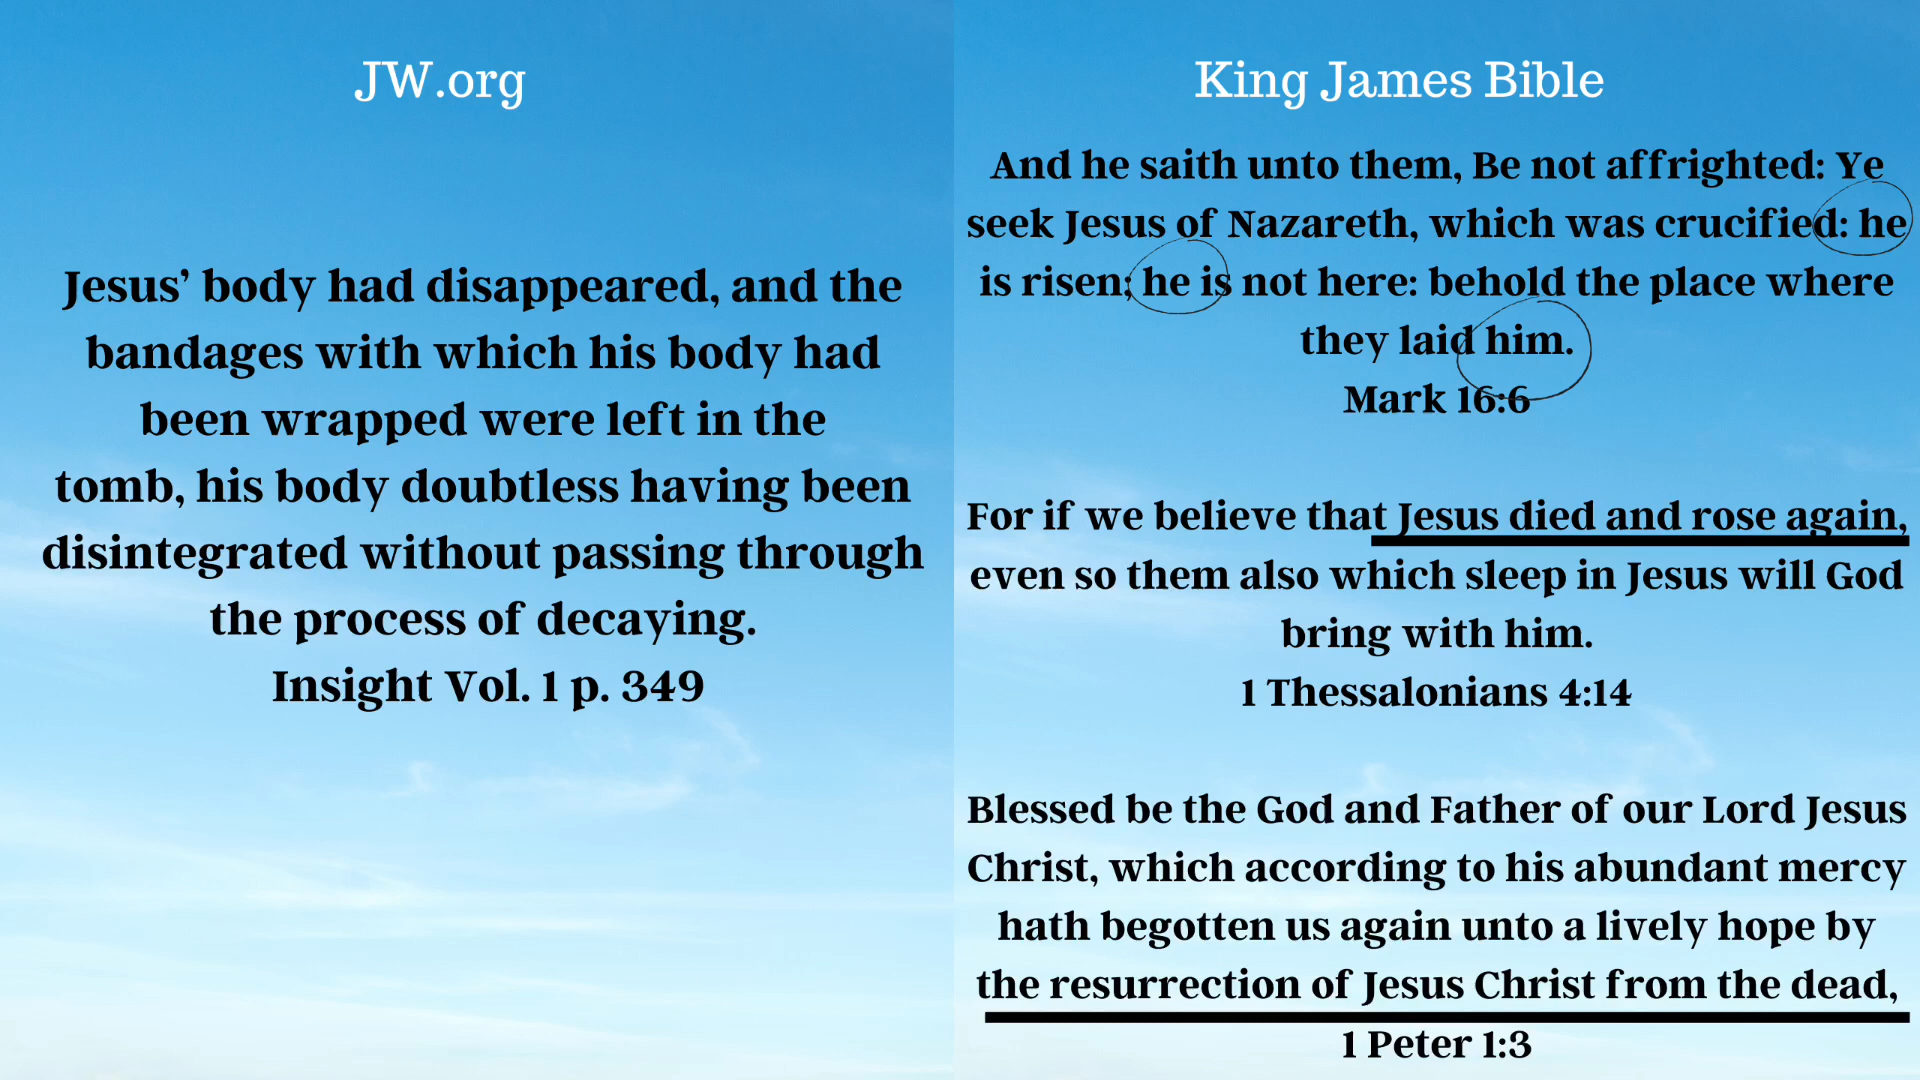 JW.org
Jesus’ body had disappeared, and the
bandages with which his body had
been wrapped were left in the
tomb, his body doubtless having been
disintegrated without passing through
the process of decaying.
Insight Vol. 1 p. 349
King James Bible
And he saith unto them, Be not affrighted: Ye
seek Jesus of Nazareth, which was crucified: he
is risen; he is not here: behold the place where
they laid him.
Mark 16:6
For if we believe that Jesus died and rose again,
even so them also which sleep in Jesus will God
bring with him.
1 Thessalonians 4:14
Blessed be the God and Father of our Lord Jesus
Christ, which according to his abundant mercy
hath begotten us again unto a lively hope by
the resurrection of Jesus Christ from the dead,
1 Peter 1:3